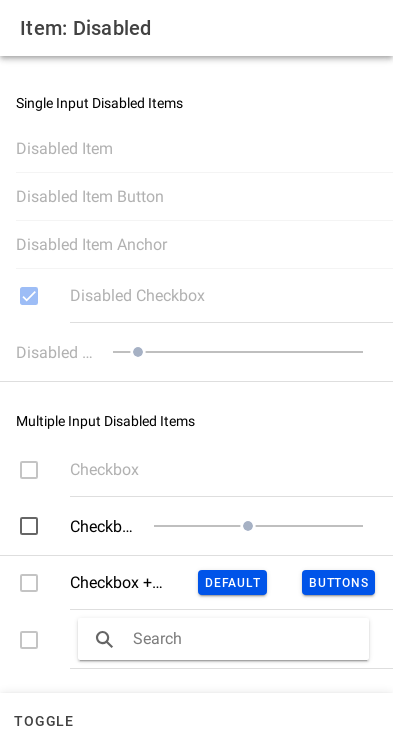 Item: Disabled
Single Input Disabled Items
Disabled Item
Disabled Item Button
Disabled Item Anchor
Disabled Checkbox
Disabled ...
Multiple Input Disabled Items
Checkbox
Checkb...
Checkbox +... DEFAULT BUTTONS
Search
TOGGLE